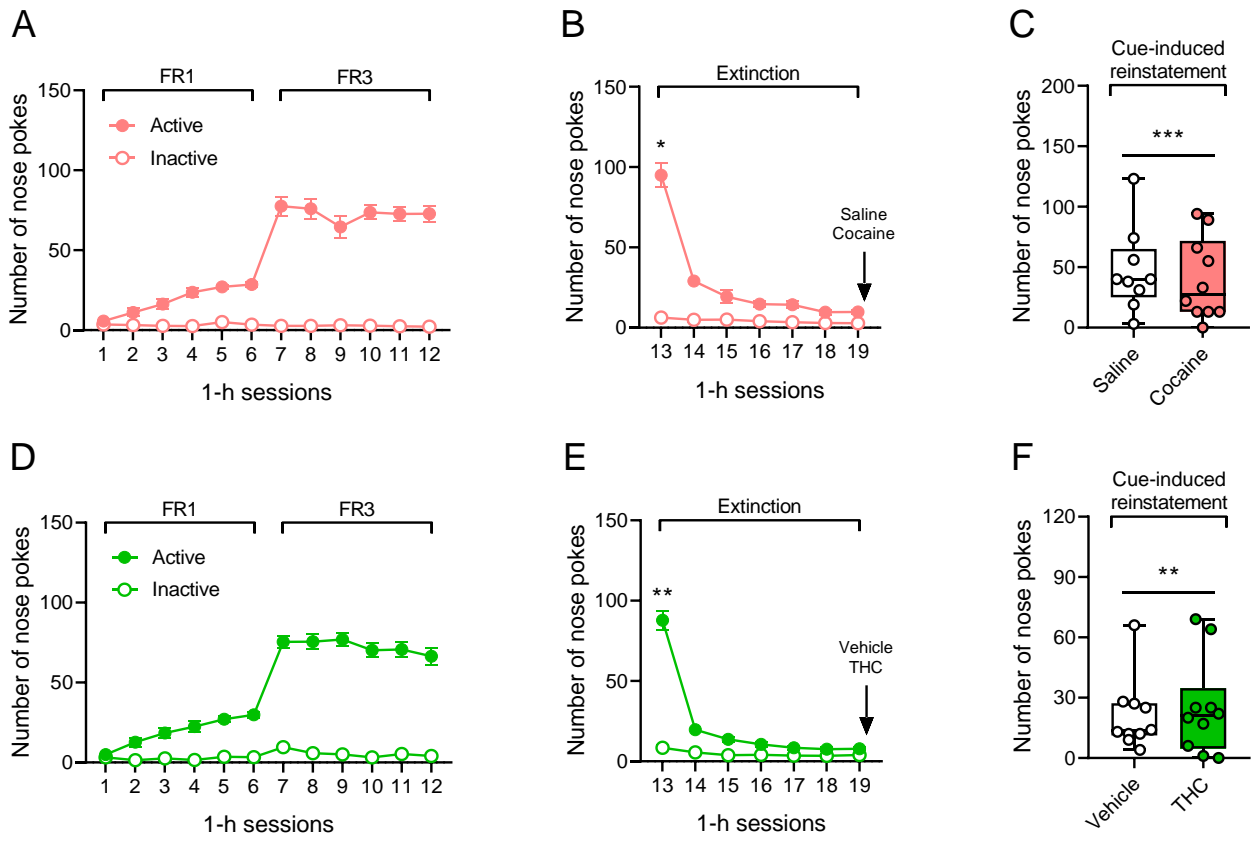 A
FR1
FR3
150
100
50
0
Number of nose pokes
Active
Inactive
1 2 3 4 5 6 7 8 9 10 11 12
1-h sessions
B
Extinction
150
100
50
0
Number of nose pokes
*
Saline
Cocaine
13 14 15 16 17 18 19
1-h sessions
C
Cue-induced
reinstatement
200
150
100
50
0
Number of nose pokes
***
Saline
Cocaine
D
FR1
FR3
150
100
50
0
Number of nose pokes
Active
Inactive
1 2 3 4 5 6 7 8 9 10 11 12
1-h sessions
E
Extinction
150
100
50
0
Number of nose pokes
**
Vehicle
THC
13 14 15 16 17 18 19
1-h sessions
F
Cue-induced
reinstatement
120
90
60
30
0
Number of nose pokes
**
Vehicle
THC